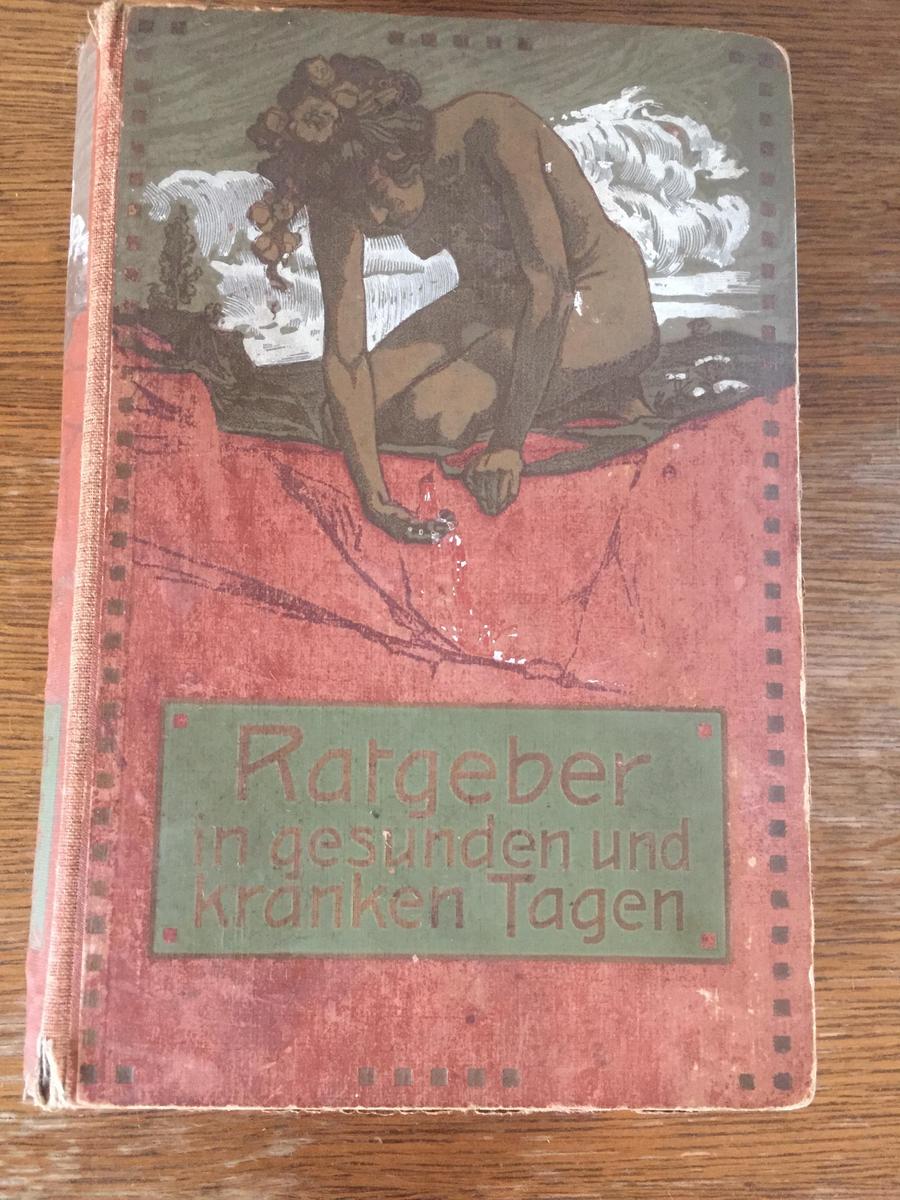 Ratgeber
in gesunden und
kranken Tagen